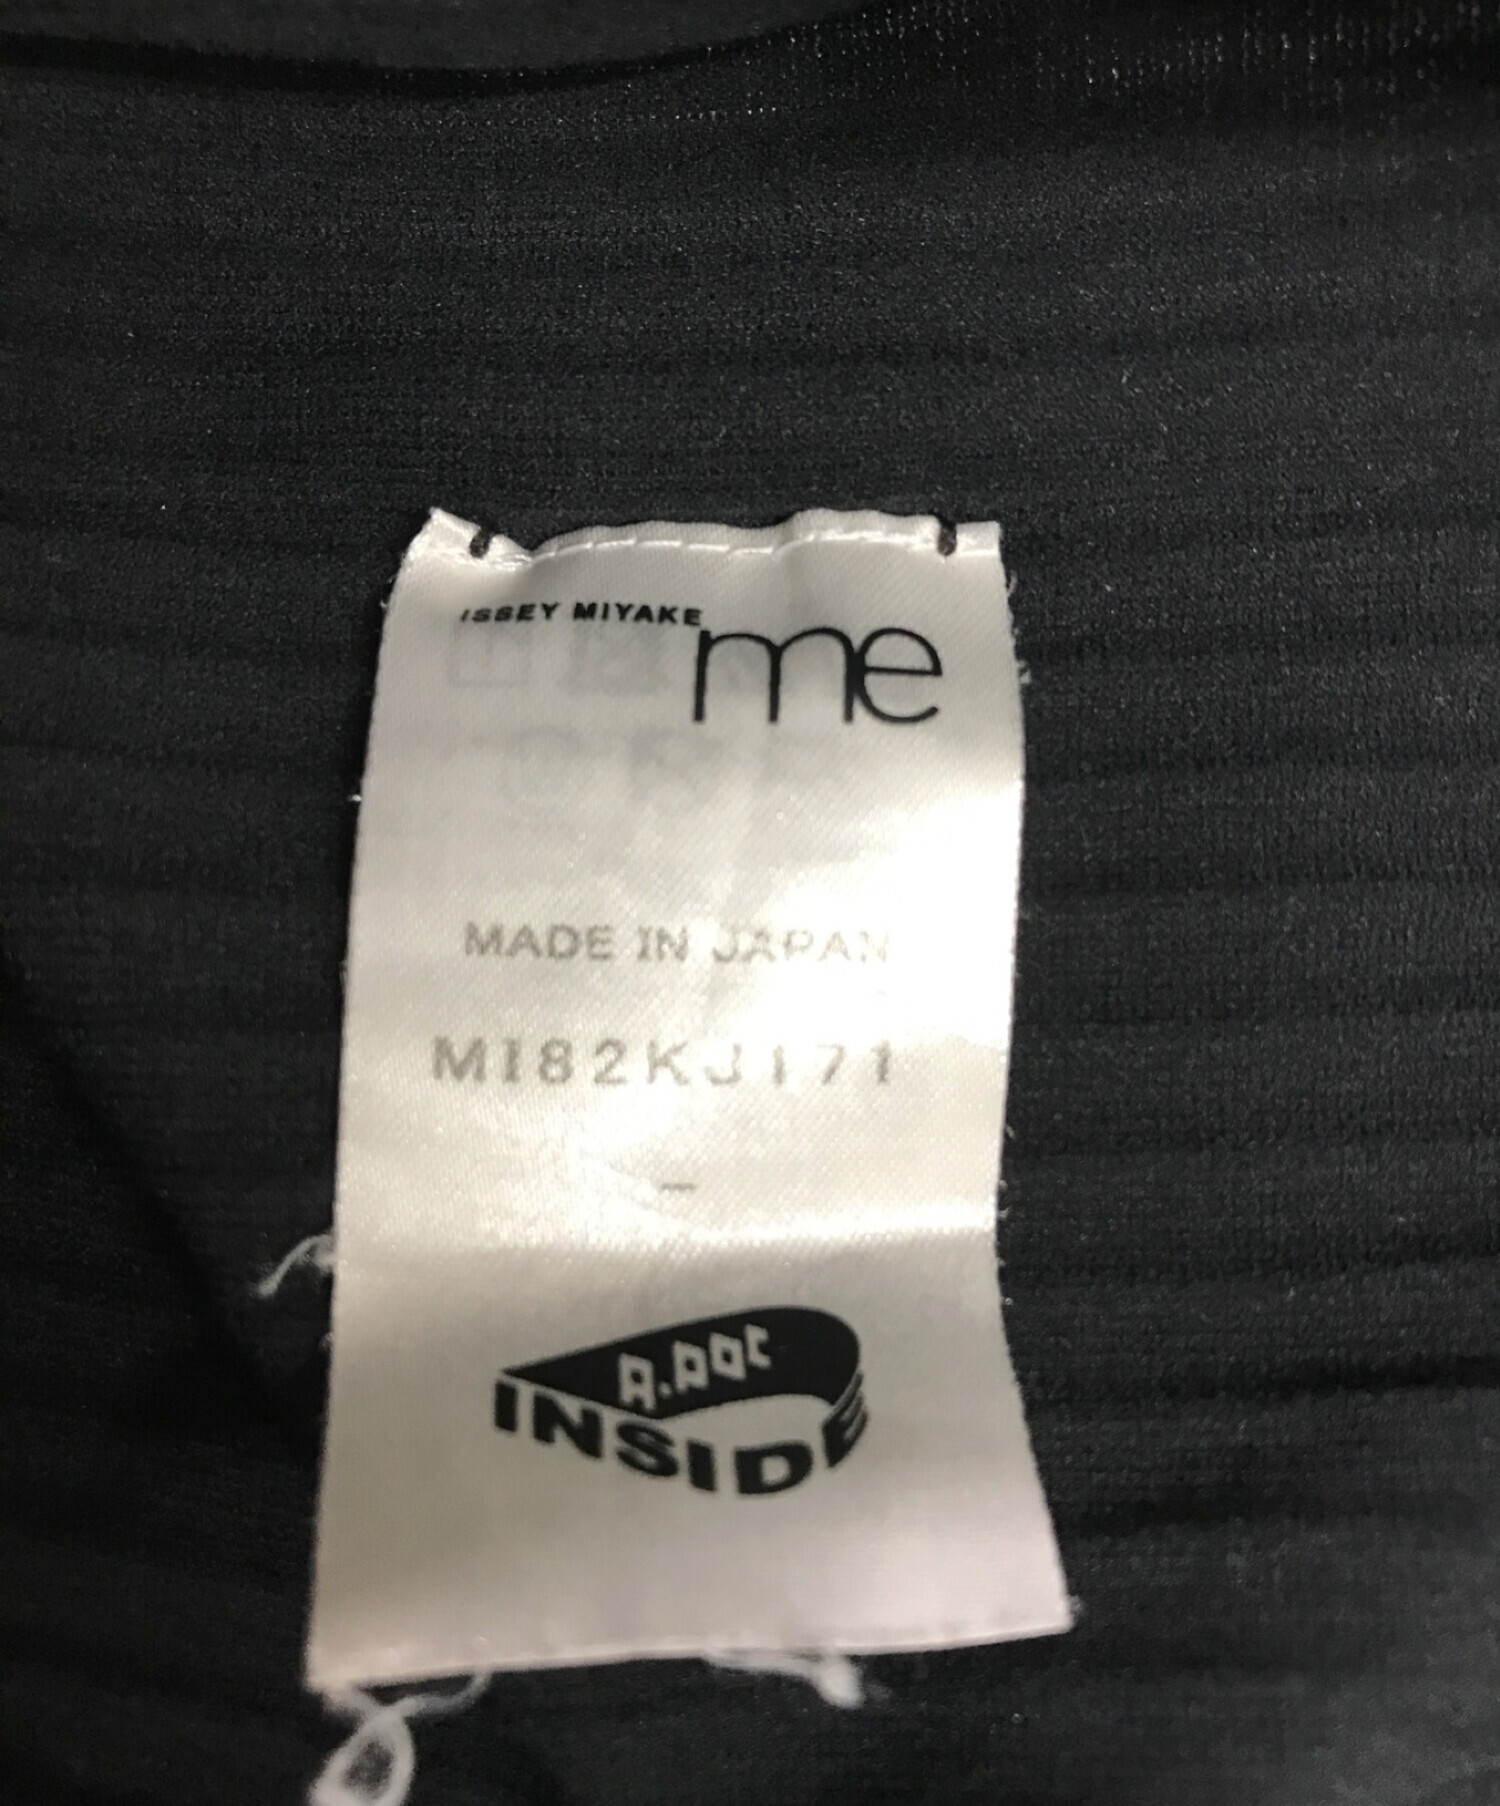 ISSEY MIYAKE
me
MADE IN JAPAN
MI82KJ171
-
A.POC
INSIDE